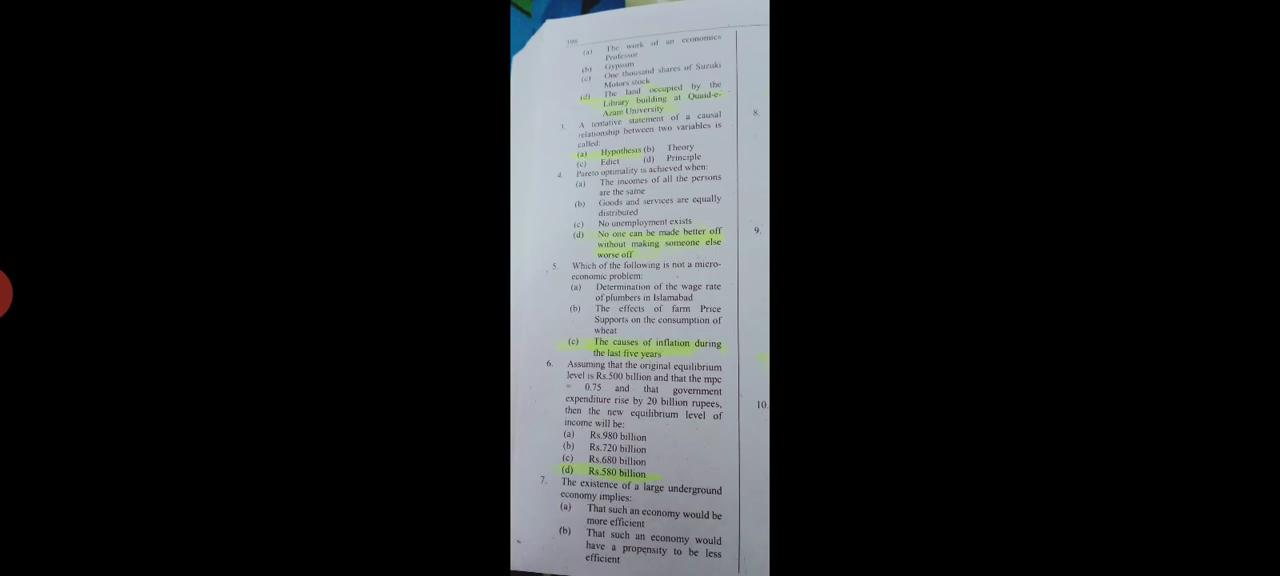 198
(a) The work of an economics
Professor
(b) Gypsum
(c) One thousand shares of Suzuki
Motors stock
(d) The land occupied by the
Library building at Quaid-e-
Azam University
3. A tentative statement of a causal
relationship between two variables is
called:
(a) Hypothesis (b) Theory
(c) Edict (d) Principle
4. Pareto optimality is achieved when:
(a) The incomes of all the persons
are the same
(b) Goods and services are equally
distributed
(c) No unemployment exists
(d) No one can be made better off
without making someone else
worse off
5. Which of the following is not a micro-
economic problem:
(a) Determination of the wage rate
of plumbers in Islamabad
(b) The effects of farm Price
Supports on the consumption of
wheat
(c) The causes of inflation during
the last five years
6. Assuming that the original equilibrium
level is Rs.500 billion and that the mpc
= 0.75 and that government
expenditure rise by 20 billion rupees,
then the new equilibrium level of
income will be:
(a) Rs.980 billion
(b) Rs.720 billion
(c) Rs.680 billion
(d) Rs.580 billion
7. The existence of a large underground
economy implies:
(a) That such an economy would be
more efficient
(b) That such an economy would
have a propensity to be less
efficient
8.
9.
10.